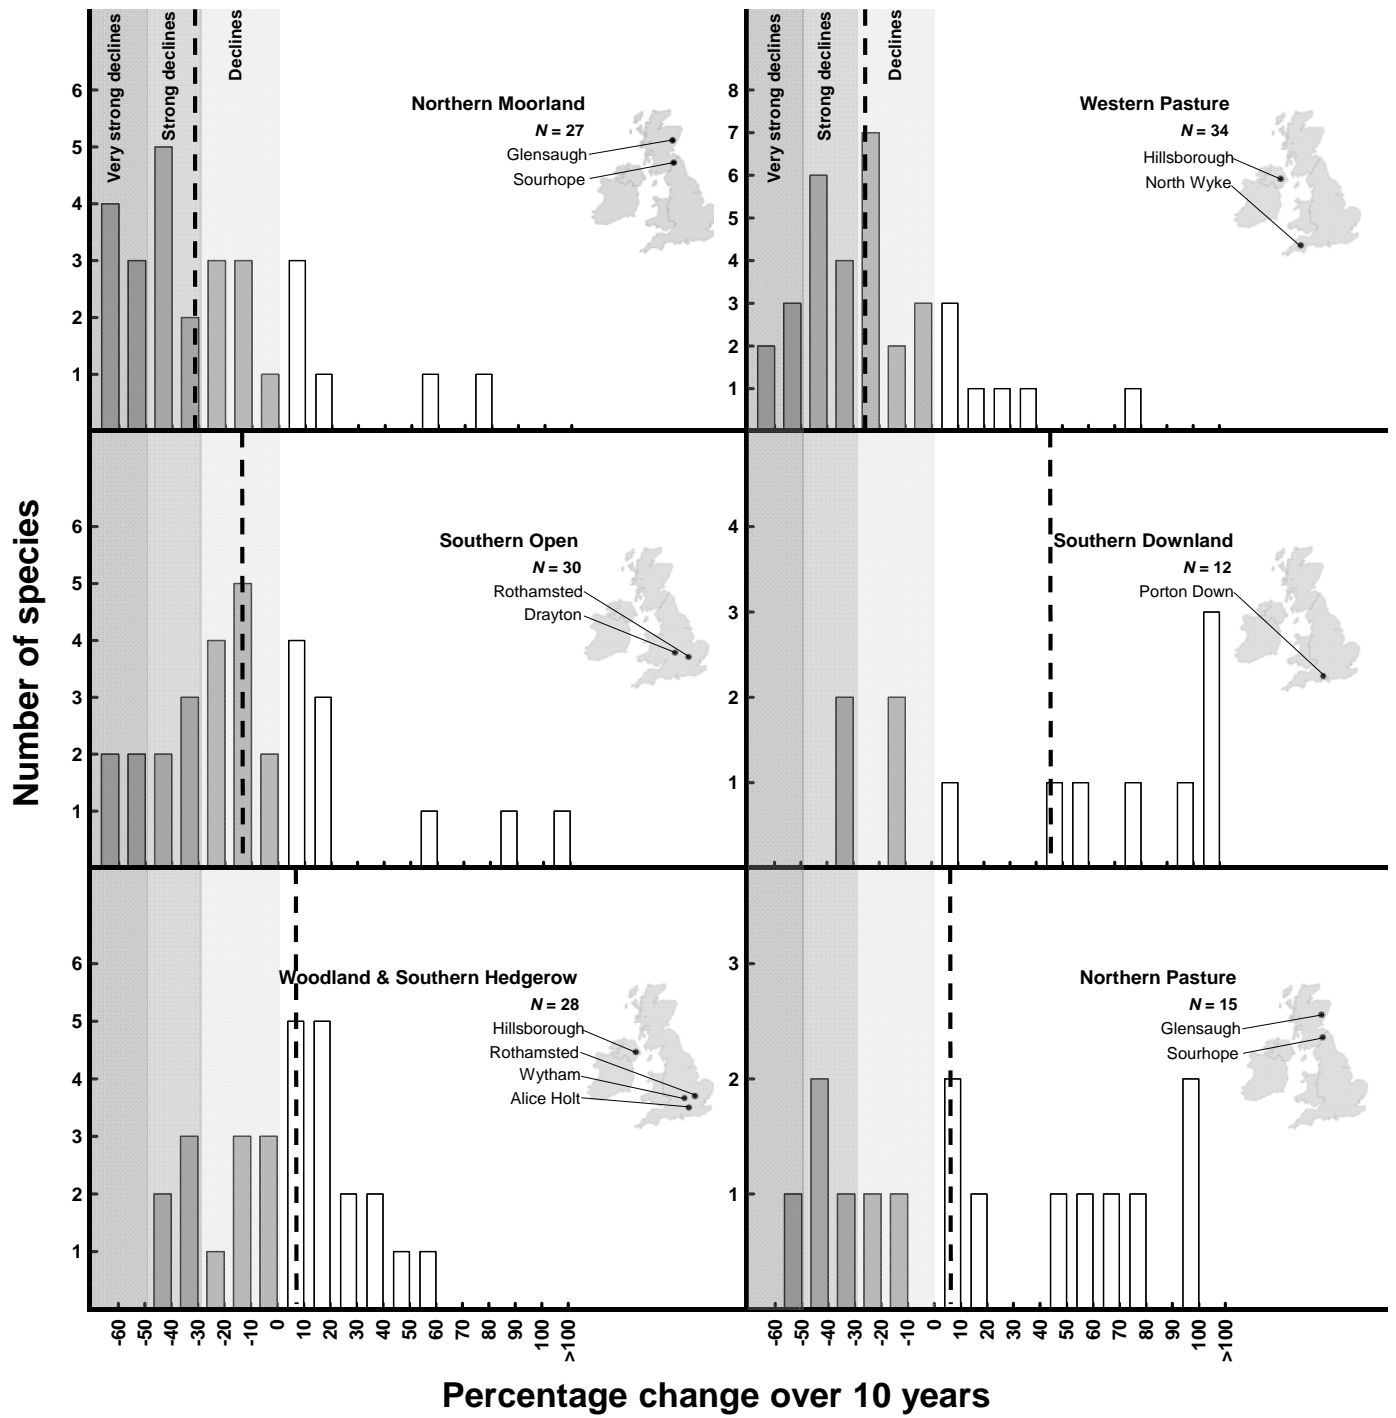 Very strong declines
Strong declines
Declines
6
5
4
3
2
1
Northern Moorland
N = 27
Glensaugh
Sourhope
Very strong declines
Strong declines
Declines
8
7
6
5
4
3
2
1
Western Pasture
N = 34
Hillsborough
North Wyke
Number of species
6
5
4
3
2
1
Southern Open
N = 30
Rothamsted
Drayton
4
3
2
1
Southern Downland
N = 12
Porton Down
6
5
4
3
2
1
Woodland & Southern Hedgerow
N = 28
Hillsborough
Rothamsted
Wytham
Alice Holt
3
2
1
Northern Pasture
N = 15
Glensaugh
Sourhope
-60 -50 -40 -30 -20 -10 0 10 20 30 40 50 60 70 80 90 100 >100
-60 -50 -40 -30 -20 -10 0 10 20 30 40 50 60 70 80 90 100 >100
Percentage change over 10 years